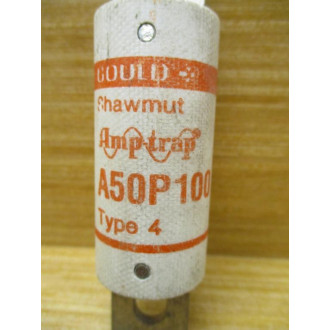 GOULD
Shawmut
Amp-trap®
A50P100
Type 4